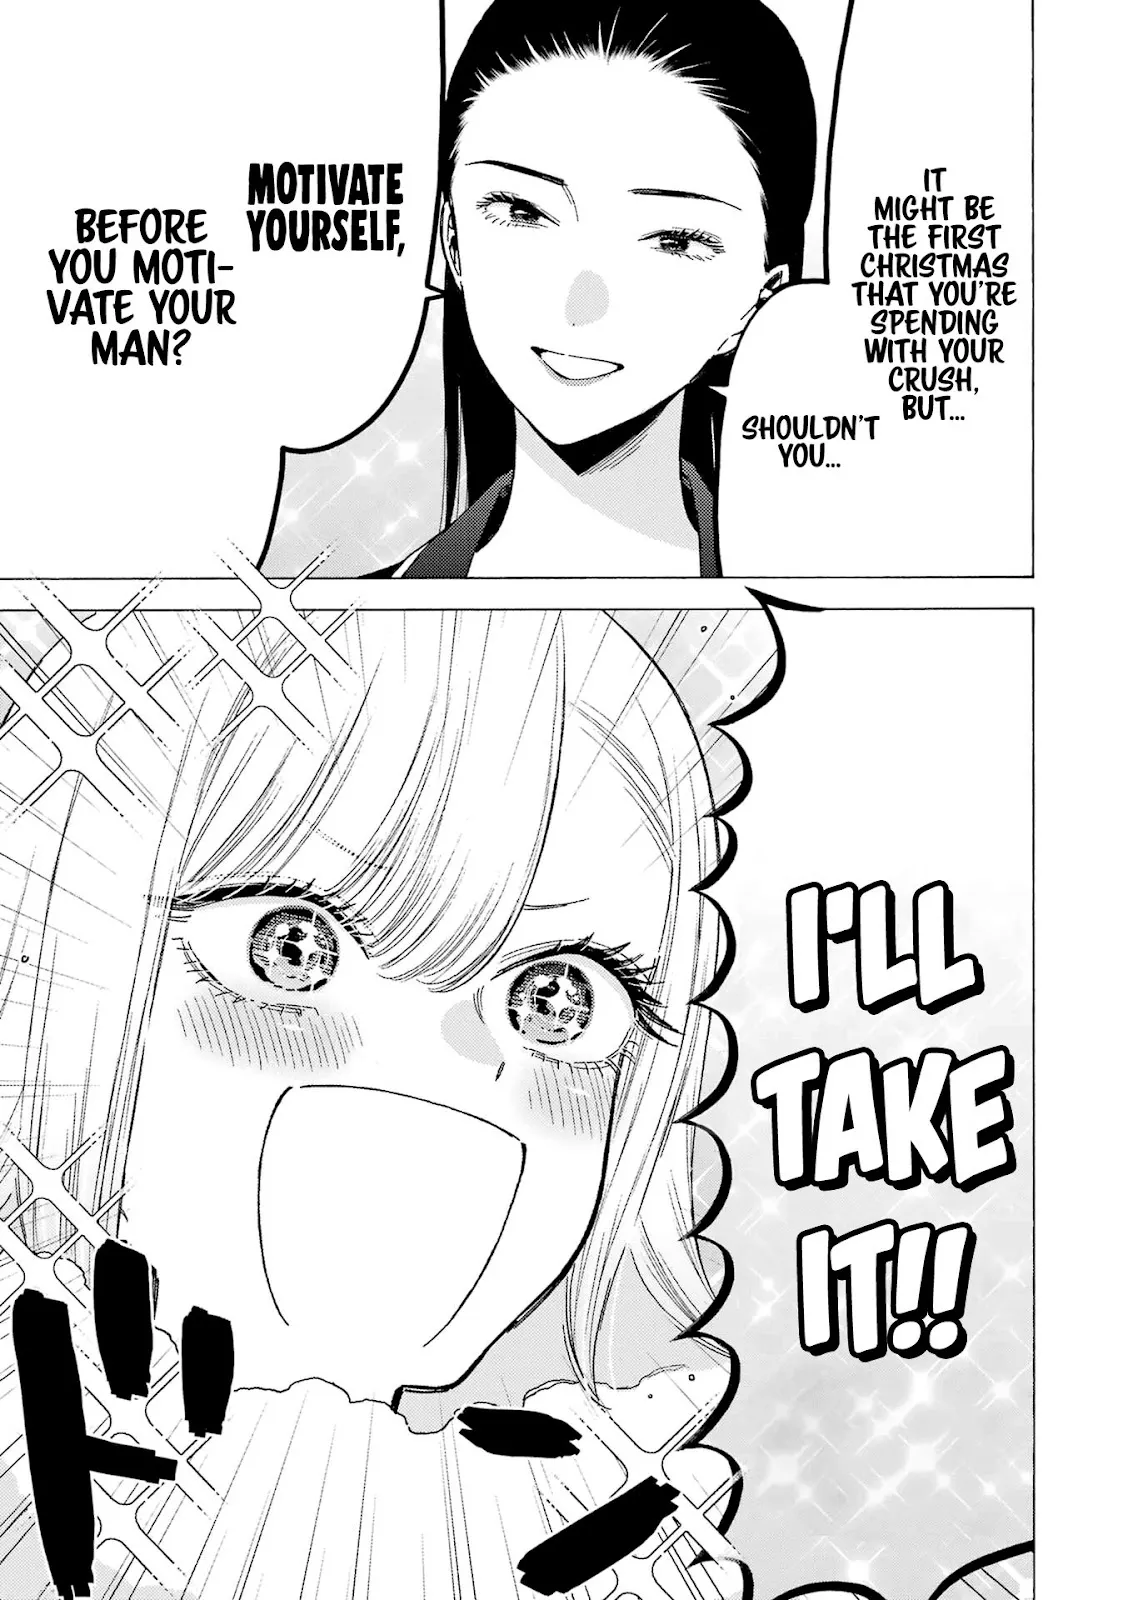 IT
MIGHT BE
THE FIRST
CHRISTMAS
THAT YOU'RE
SPENDING
WITH YOUR
CRUSH,
BUT...
SHOULDN'T
YOU...
MOTIVATE
YOURSELF,
BEFORE
YOU MOTI-
VATE YOUR
MAN?
I'LL
TAKE
IT!!
ドン